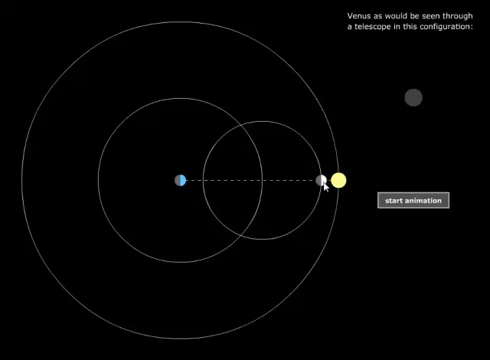 Venus as would be seen through
a telescope in this configuration:
start animation